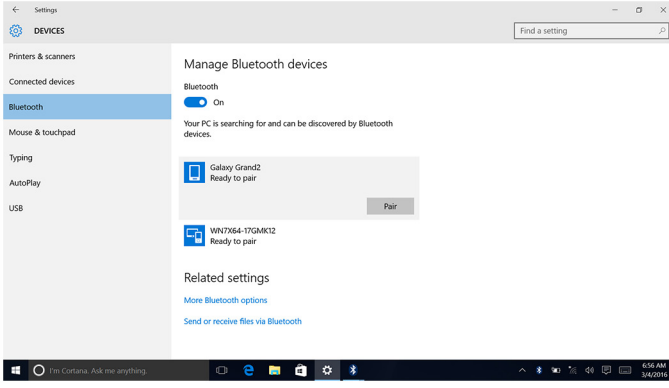 Settings
DEVICES
Find a setting
Printers & scanners
Connected devices
Bluetooth
Mouse & touchpad
Typing
AutoPlay
USB
Manage Bluetooth devices
Bluetooth
On
Your PC is searching for and can be discovered by Bluetooth
devices.
Galaxy Grand2
Ready to pair
Pair
WN7X64-17GMK12
Ready to pair
Related settings
More Bluetooth options
Send or receive files via Bluetooth
I'm Cortana. Ask me anything.
6:56 AM
3/4/2016